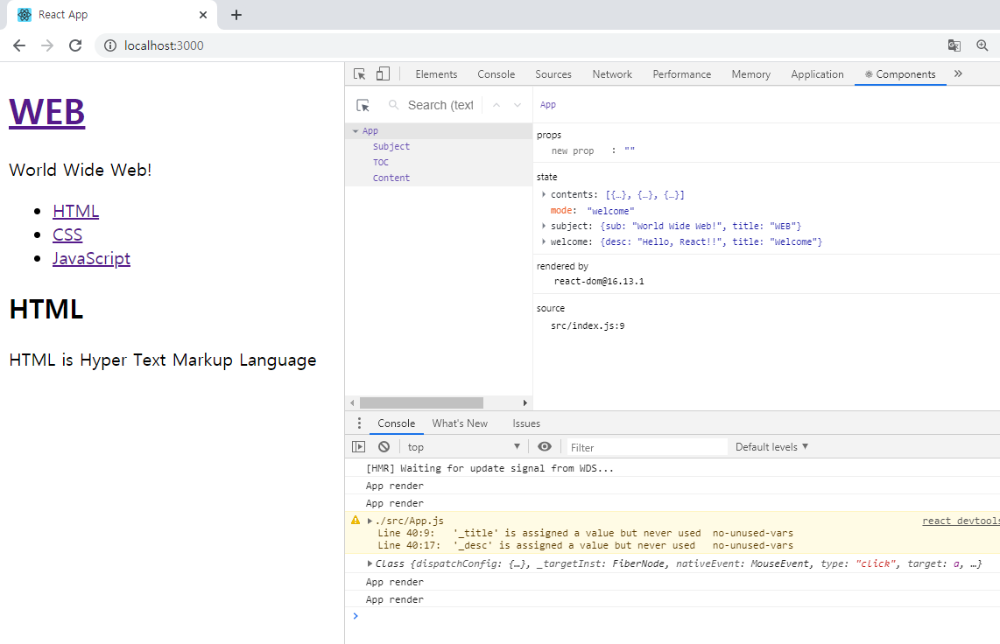 React App
localhost:3000
WEB
World Wide Web!
HTML
CSS
JavaScript
HTML
HTML is Hyper Text Markup Language
Elements Console Sources Network Performance Memory Application Components
Search (text
App
Subject
TOC
Content
App
props
new prop : ""
state
contents: [{…}, {…}, {…}]
mode: "welcome"
subject: {sub: "World Wide Web!", title: "WEB"}
welcome: {desc: "Hello, React!!", title: "Welcome"}
rendered by
react-dom@16.13.1
source
src/index.js:9
Console What's New Issues
top Filter Default levels
[HMR] Waiting for update signal from WDS...
App render
App render
./src/App.js react devtools
Line 40:9: '_title' is assigned a value but never used no-unused-vars
Line 40:17: '_desc' is assigned a value but never used no-unused-vars
Class {dispatchConfig: {…}, _targetInst: FiberNode, nativeEvent: MouseEvent, type: "click", target: a, …}
App render
App render